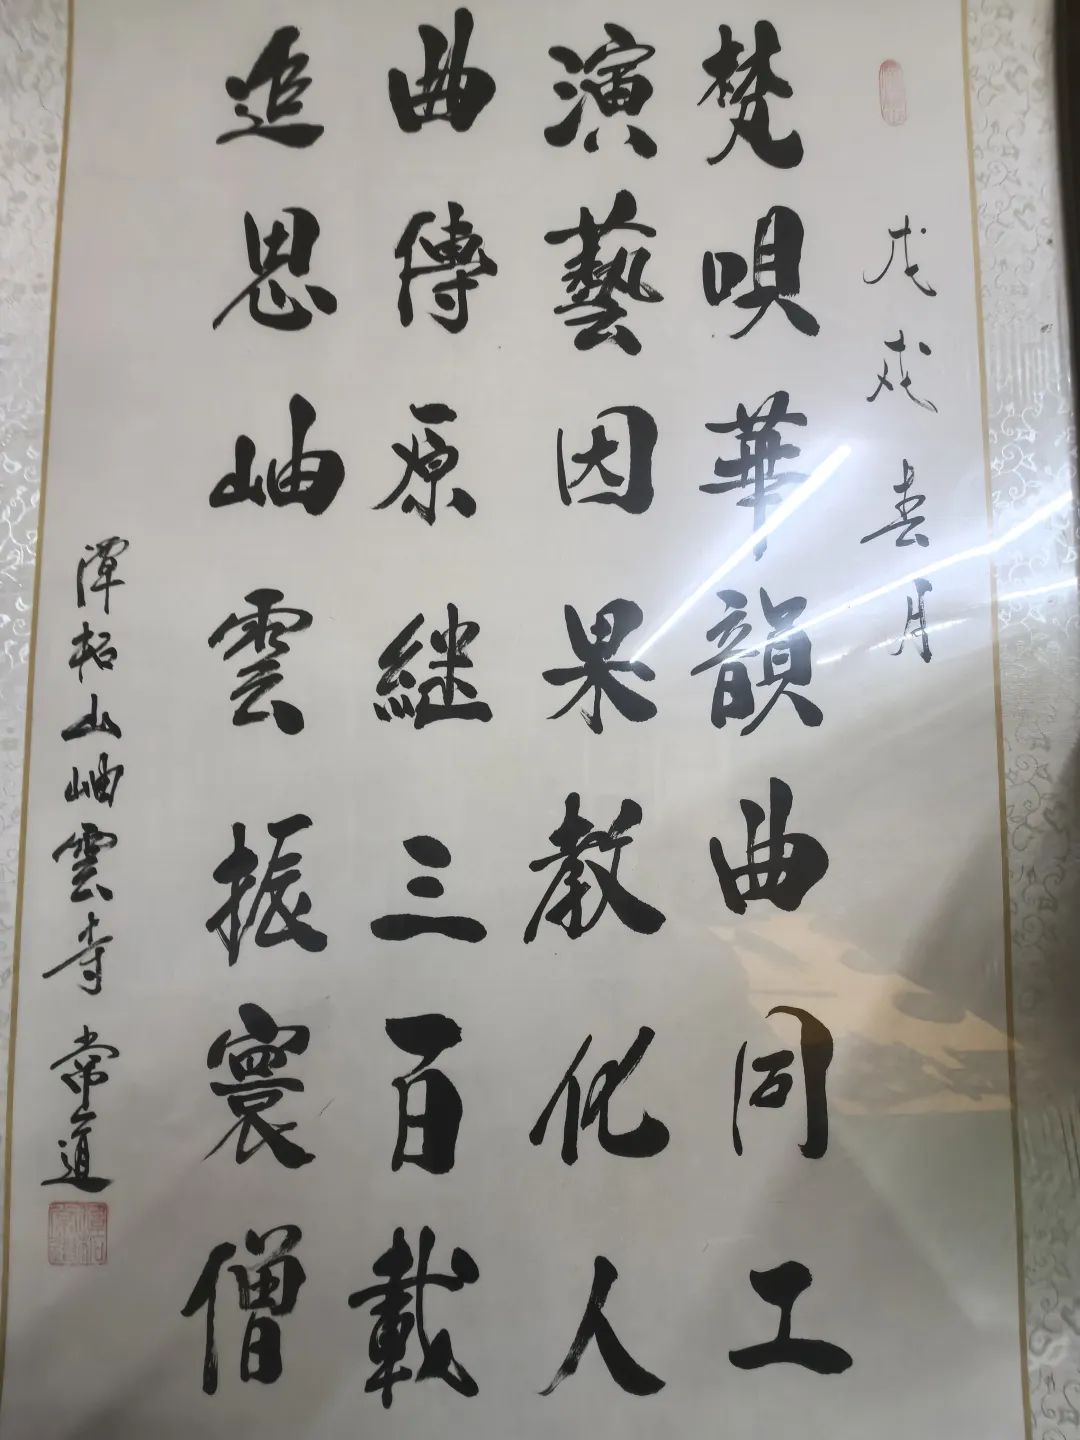 戊戌春月
梵唄華韻曲同工
演藝因果教化人
曲傳原継三百載
追思岫雲振寰僧
潭柘山岫雲寺 常道